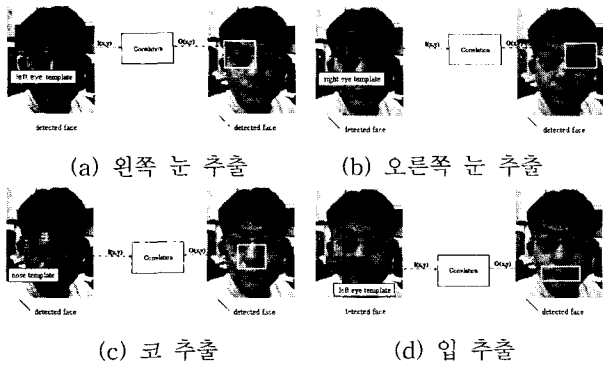 I(x,y) Correlation O(x,y)
left eye template
detected face detected face
(a) 왼쪽 눈 추출
I(x,y) Correlation O(x,y)
right eye template
detected face detected face
(b) 오른쪽 눈 추출
I(x,y) Correlation O(x,y)
nose template
detected face detected face
(c) 코 추출
I(x,y) Correlation O(x,y)
left eye template
detected face detected face
(d) 입 추출